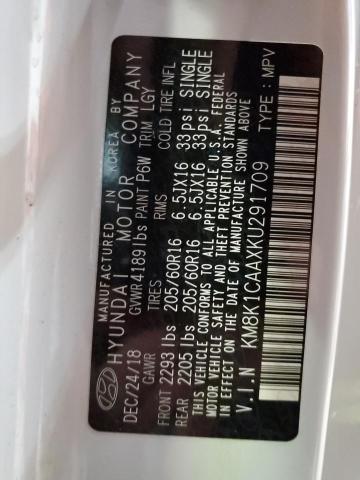 MANUFACTURED IN KOREA BY
HYUNDAI MOTOR COMPANY
DEC/24/18 GVWR 4189lbs PAINT P6W TRIM LGY
GAWR TIRES RIMS COLD TIRE INFL
FRONT 2293 lbs 205/60R16 6.5JX16 33psi SINGLE
REAR 2205 lbs 205/60R16 6.5JX16 33psi SINGLE
THIS VEHICLE CONFORMS TO ALL APPLICABLE U.S.A. FEDERAL
MOTOR VEHICLE SAFETY AND THEFT PREVENTION STANDARDS
IN EFFECT ON THE DATE OF MANUFACTURE SHOWN ABOVE
V.I.N KM8K1CAAXKU291709 TYPE : MPV